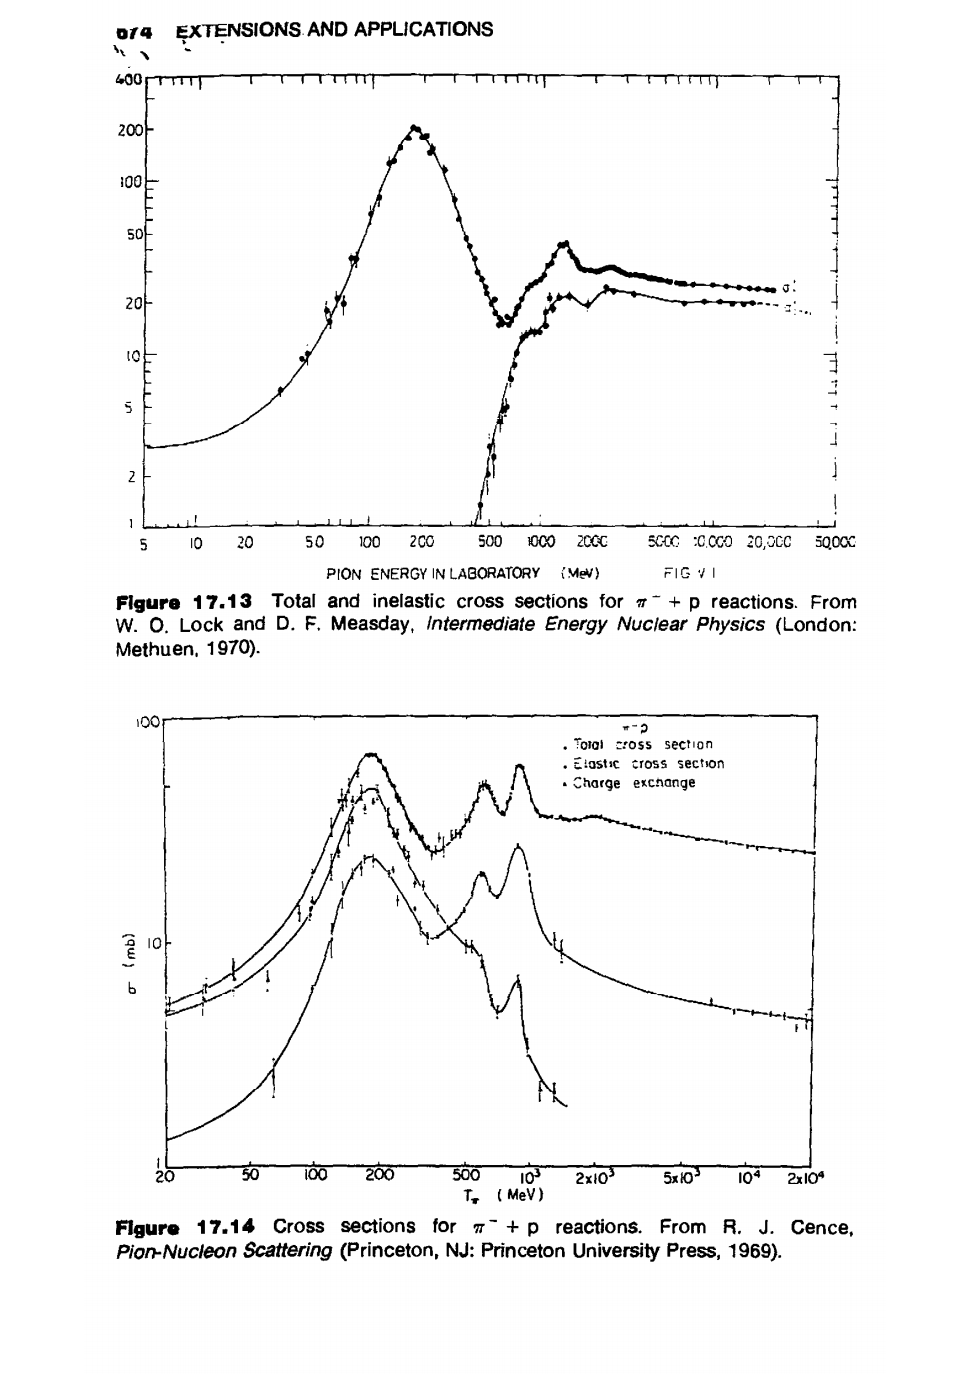 674 EXTENSIONS AND APPLICATIONS
400
200
100
50
20
10
5
2
1
5 10 20 50 100 200 500 1000 2000 5000 10,000 20,000 50,000
σ
PION ENERGY IN LABORATORY (MeV) FIG VI
Figure 17.13 Total and inelastic cross sections for π⁻ + p reactions. From
W. O. Lock and D. F. Measday, Intermediate Energy Nuclear Physics (London:
Methuen, 1970).
100
π⁻p
. Total cross section
. Elastic cross section
. Charge exchange
σ (mb)
10
1
20 50 100 200 500 10³ 2x10³ 5x10³ 10⁴ 2x10⁴
Tπ (MeV)
Figure 17.14 Cross sections for π⁻ + p reactions. From R. J. Cence,
Pion-Nucleon Scattering (Princeton, NJ: Princeton University Press, 1969).